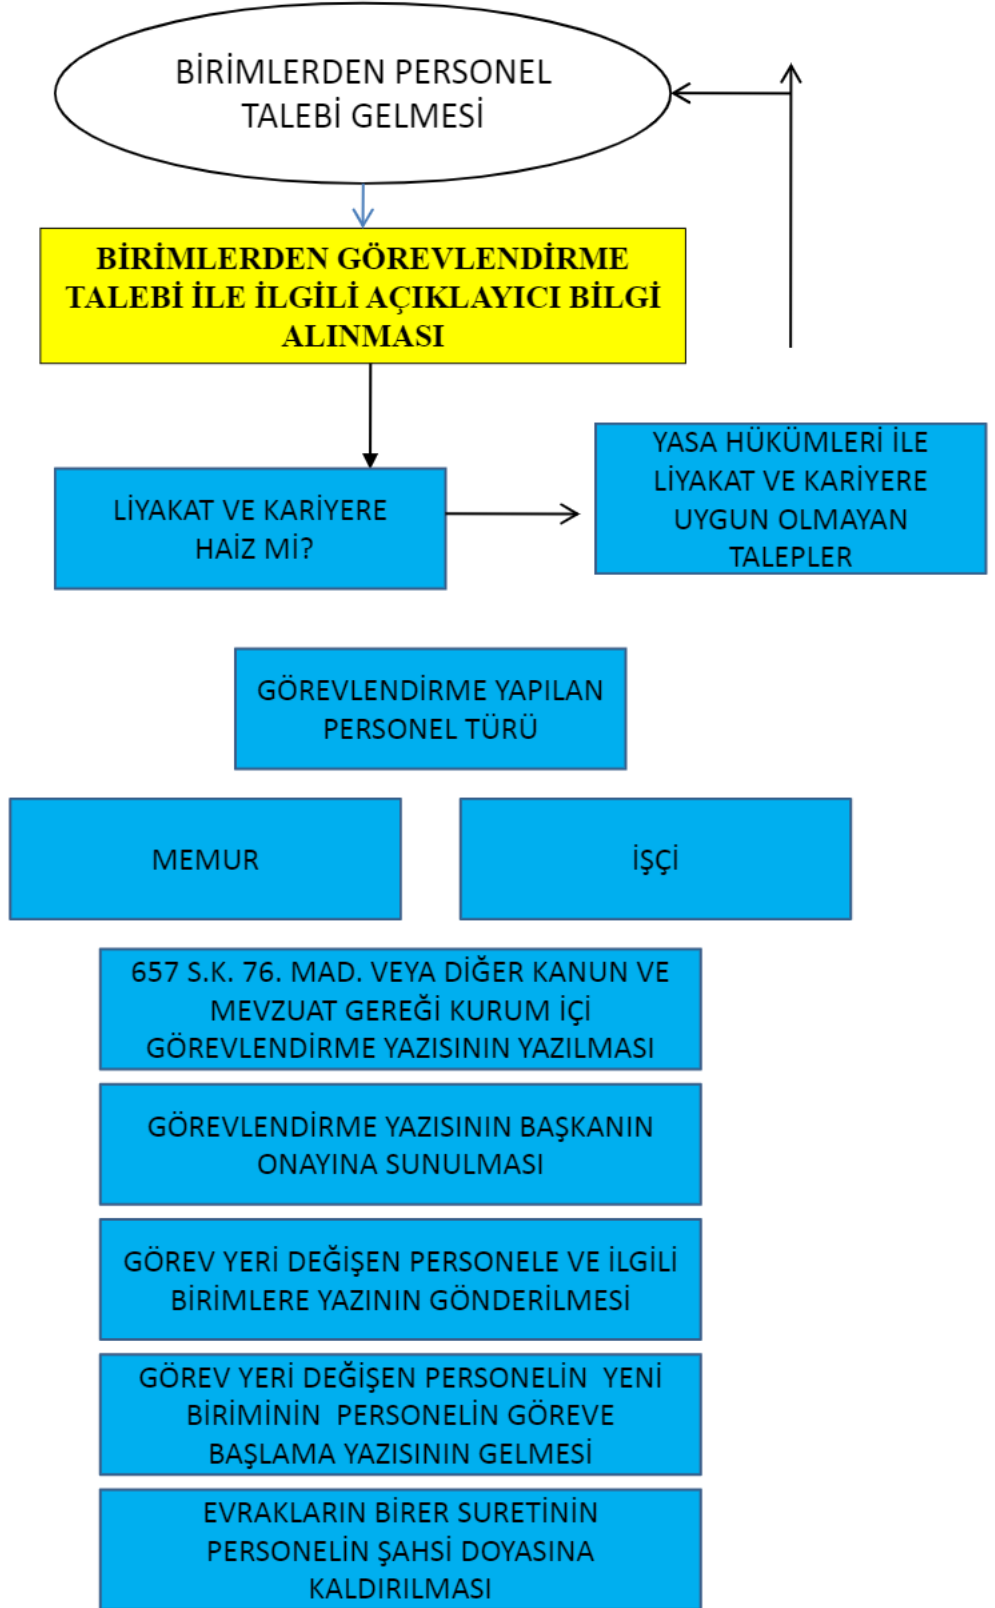 BİRİMLERDEN PERSONEL
TALEBİ GELMESİ
BİRİMLERDEN GÖREVLENDİRME
TALEBİ İLE İLGİLİ AÇIKLAYICI BİLGİ
ALINMASI
LİYAKAT VE KARİYERE
HAİZ Mİ?
YASA HÜKÜMLERİ İLE
LİYAKAT VE KARİYERE
UYGUN OLMAYAN
TALEPLER
GÖREVLENDİRME YAPILAN
PERSONEL TÜRÜ
MEMUR
İŞÇİ
657 S.K. 76. MAD. VEYA DİĞER KANUN VE
MEVZUAT GEREĞİ KURUM İÇİ
GÖREVLENDİRME YAZISININ YAZILMASI
GÖREVLENDİRME YAZISININ BAŞKANIN
ONAYINA SUNULMASI
GÖREV YERİ DEĞİŞEN PERSONELE VE İLGİLİ
BİRİMLERE YAZININ GÖNDERİLMESİ
GÖREV YERİ DEĞİŞEN PERSONELİN  YENİ
BİRİMİNİN  PERSONELİN GÖREVE
BAŞLAMA YAZISININ GELMESİ
EVRAKLARIN BİRER SURETİNİN
PERSONELİN ŞAHSİ DOYASINA
KALDIRILMASI